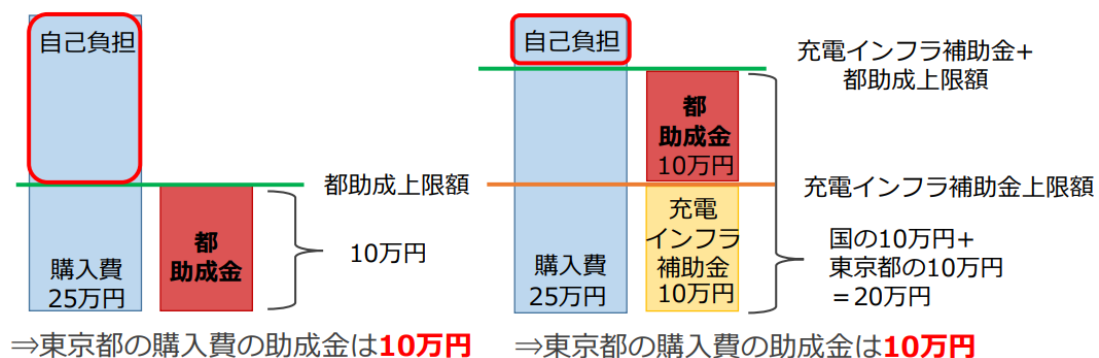 自己負担
購入費
25万円
都
助成金
都助成上限額
10万円
⇒東京都の購入費の助成金は10万円
自己負担
購入費
25万円
都
助成金
10万円
充電
インフラ
補助金
10万円
充電インフラ補助金+
都助成上限額
充電インフラ補助金上限額
国の10万円+
東京都の10万円
=20万円
⇒東京都の購入費の助成金は10万円